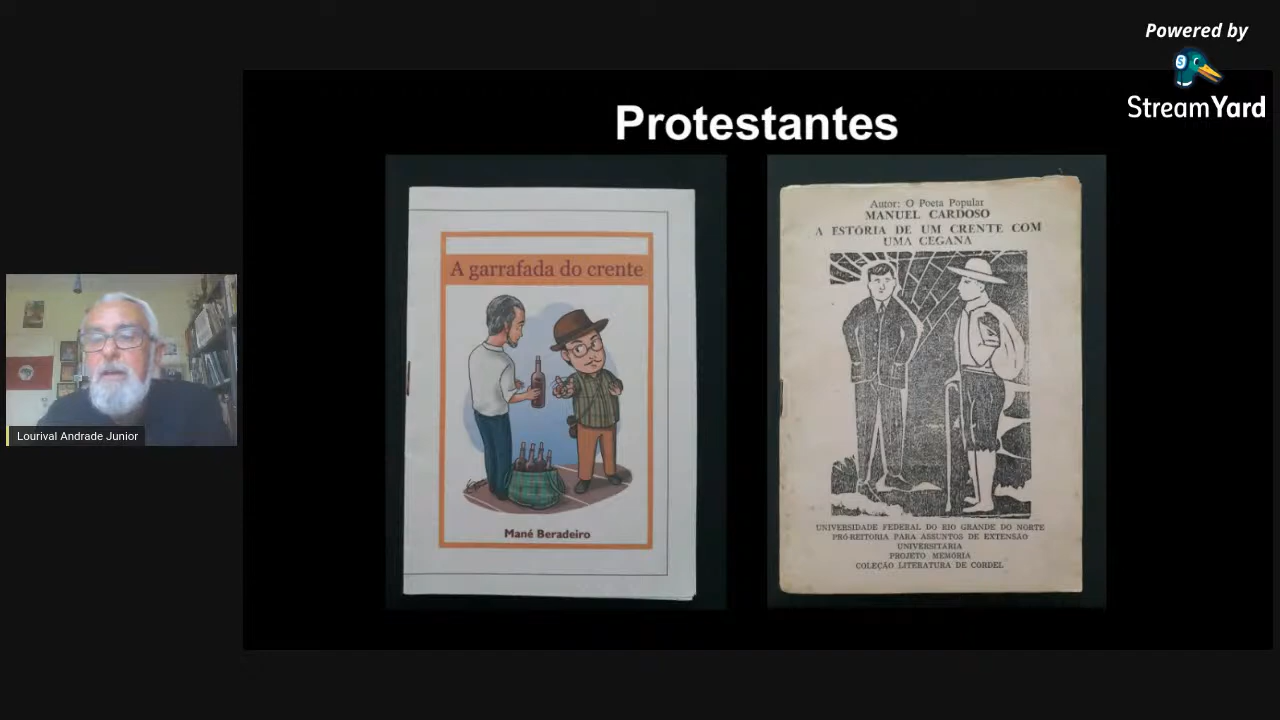 Powered by
StreamYard
Protestantes
A garrafada do crente
Mané Beradeiro
Autor: O Poeta Popular
MANUEL CARDOSO
A ESTÓRIA DE UM CRENTE COM
UMA CEGANA
UNIVERSIDADE FEDERAL DO RIO GRANDE DO NORTE
PRÓ-REITORIA PARA ASSUNTOS DE EXTENSÃO
UNIVERSITÁRIA
PROJETO MEMÓRIA
COLEÇÃO LITERATURA DE CORDEL
Lourival Andrade Junior